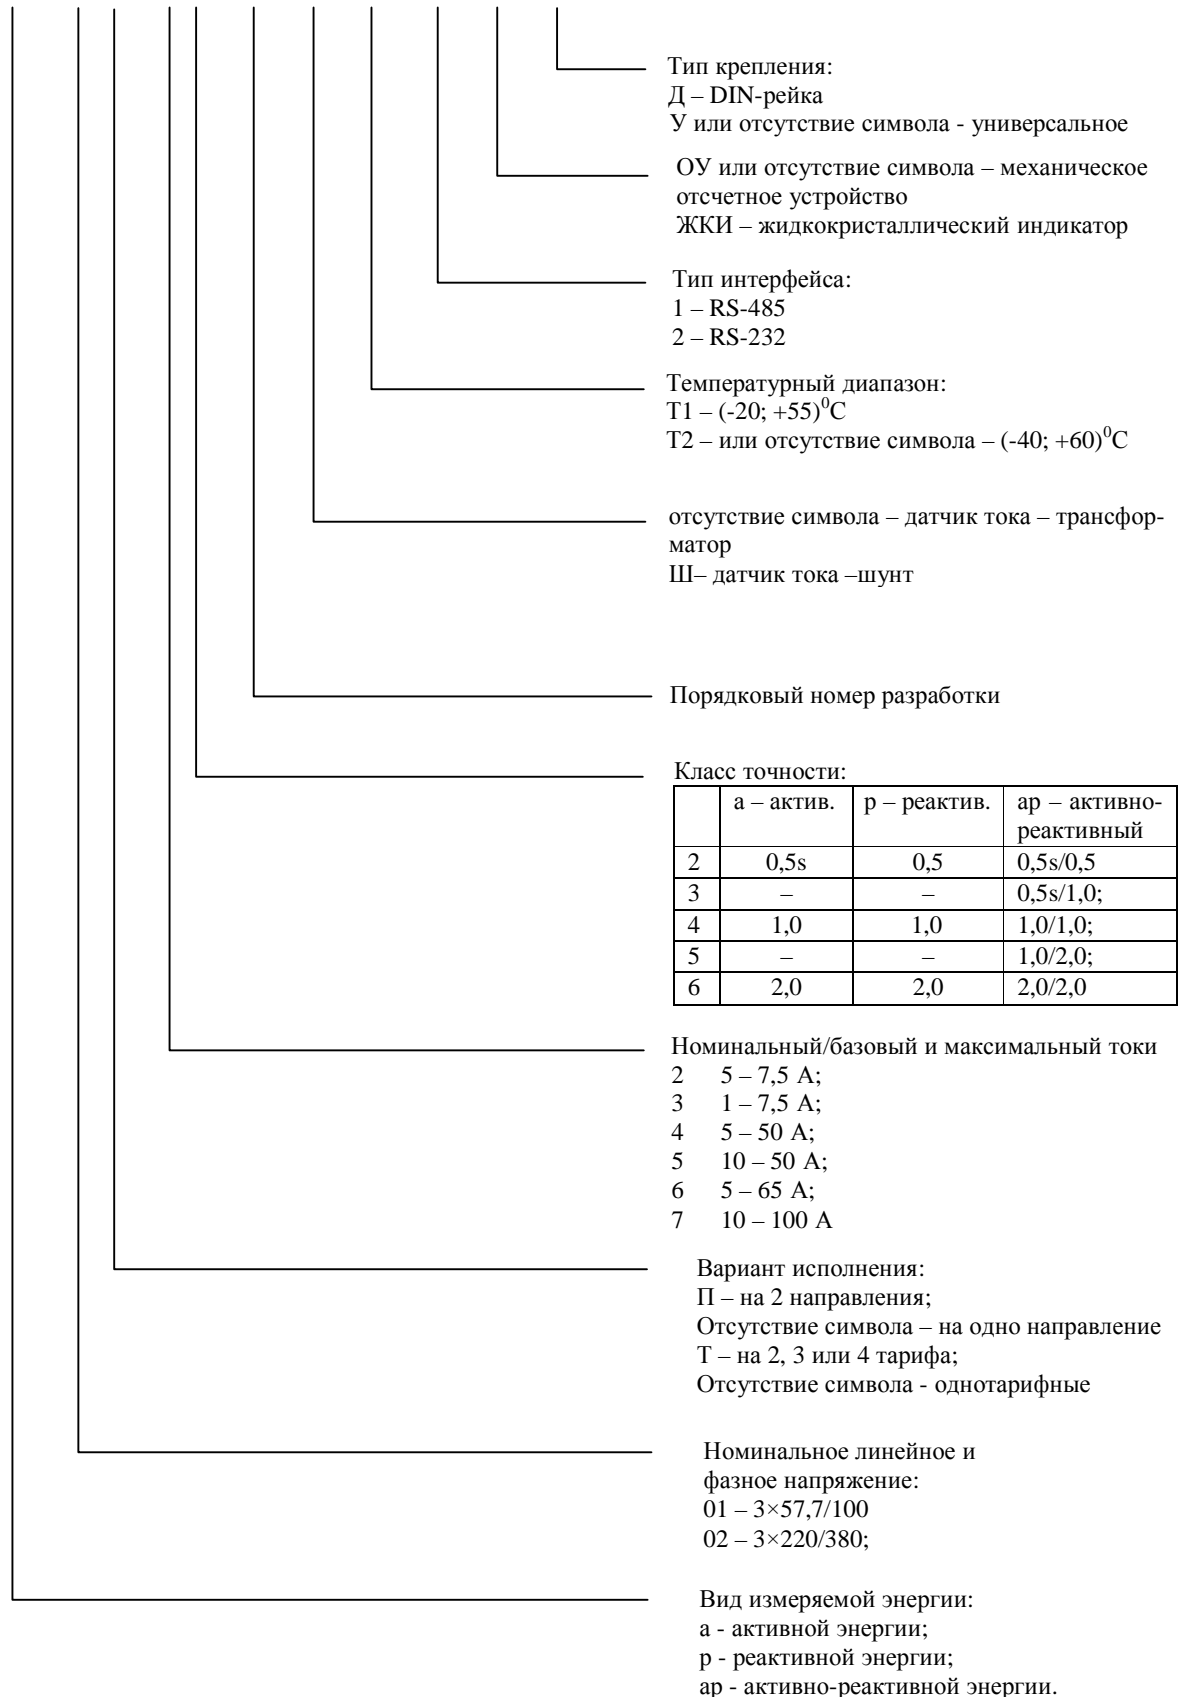 Тип крепления:
Д – DIN-рейка
У или отсутствие символа - универсальное
ОУ или отсутствие символа – механическое
отсчетное устройство
ЖКИ – жидкокристаллический индикатор
Тип интерфейса:
1 – RS-485
2 – RS-232
Температурный диапазон:
Т1 – (-20; +55)⁰С
Т2 – или отсутствие символа – (-40; +60)⁰С
отсутствие символа – датчик тока – трансфор-
матор
Ш– датчик тока –шунт
Порядковый номер разработки
Класс точности:
а – актив. р – реактив. ар – активно-
реактивный
2 0,5s 0,5 0,5s/0,5
3 – – 0,5s/1,0;
4 1,0 1,0 1,0/1,0;
5 – – 1,0/2,0;
6 2,0 2,0 2,0/2,0
Номинальный/базовый и максимальный токи
2 5 – 7,5 А;
3 1 – 7,5 А;
4 5 – 50 А;
5 10 – 50 А;
6 5 – 65 А;
7 10 – 100 А
Вариант исполнения:
П – на 2 направления;
Отсутствие символа – на одно направление
Т – на 2, 3 или 4 тарифа;
Отсутствие символа - однотарифные
Номинальное линейное и
фазное напряжение:
01 – 3×57,7/100
02 – 3×220/380;
Вид измеряемой энергии:
а - активной энергии;
р - реактивной энергии;
ар - активно-реактивной энергии.